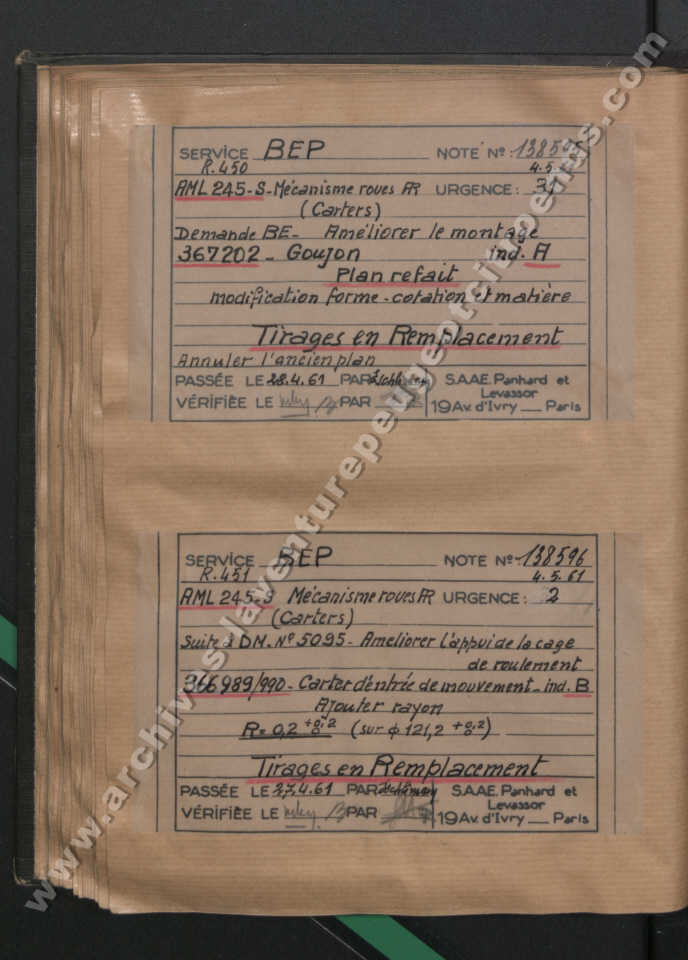 SERVICE BEP NOTE Nº:
R.450 4.5.
AML 245-S-Mécanisme roues AR URGENCE:
(Carters)
Demande BE- Améliorer le montage
367202 - Goujon ind. A
Plan refait
modification forme-cotation et matière
Tirages en Remplacement
Annuler l'ancien plan
PASSÉE LE 28.4.61 PAR S.A.A.E. Panhard et
Levassor
VÉRIFIÉE LE PAR 19 Av. d'Ivry __ Paris
SERVICE BEP NOTE Nº 138596
R.451 4.5.61
AML 245-S Mécanisme roues AR URGENCE: 2
(Carters)
Suite à DM. Nº 5095 - Améliorer l'appui de la cage
de roulement
366989/990 - Carter d'entrée de mouvement - ind. B
Ajouter rayon
R = 0,2 +0,2 0 (sur ϕ 121,2 +0,2 0)
Tirages en Remplacement
PASSÉE LE 27.4.61 PAR S.A.A.E. Panhard et
Levassor
VÉRIFIÉE LE PAR 19 Av. d'Ivry __ Paris
www.archives.laventurepeugeotcitroends.com